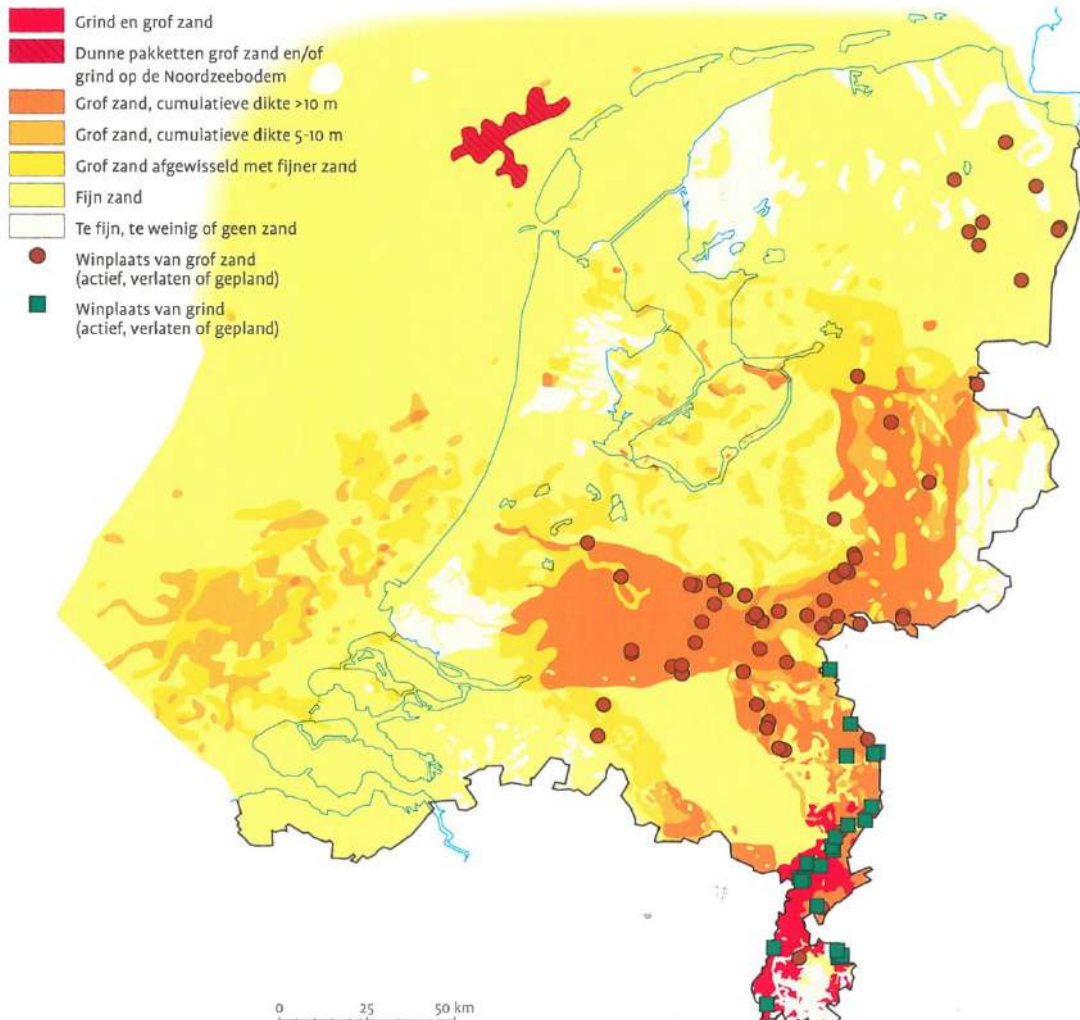 Grind en grof zand
Dunne pakketten grof zand en/of
grind op de Noordzeebodem
Grof zand, cumulatieve dikte >10 m
Grof zand, cumulatieve dikte 5-10 m
Grof zand afgewisseld met fijner zand
Fijn zand
Te fijn, te weinig of geen zand
Winplaats van grof zand
(actief, verlaten of gepland)
Winplaats van grind
(actief, verlaten of gepland)
0 25 50 km